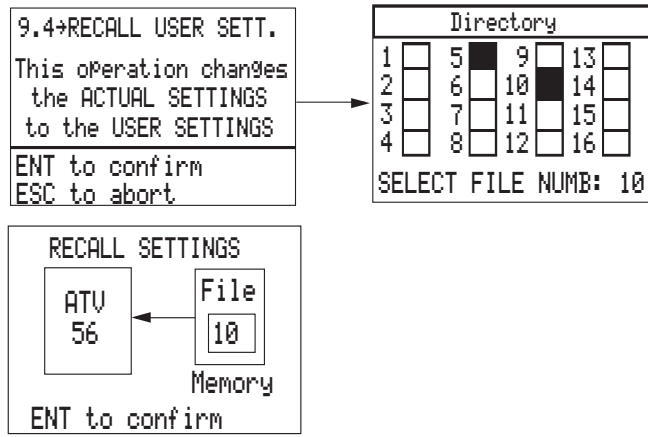 9.4→RECALL USER SETT.
This operation changes
the ACTUAL SETTINGS
to the USER SETTINGS
ENT to confirm
ESC to abort
Directory
1 5 9 13
2 6 10 14
3 7 11 15
4 8 12 16
SELECT FILE NUMB: 10
RECALL SETTINGS
ATV
56
File
10
Memory
ENT to confirm